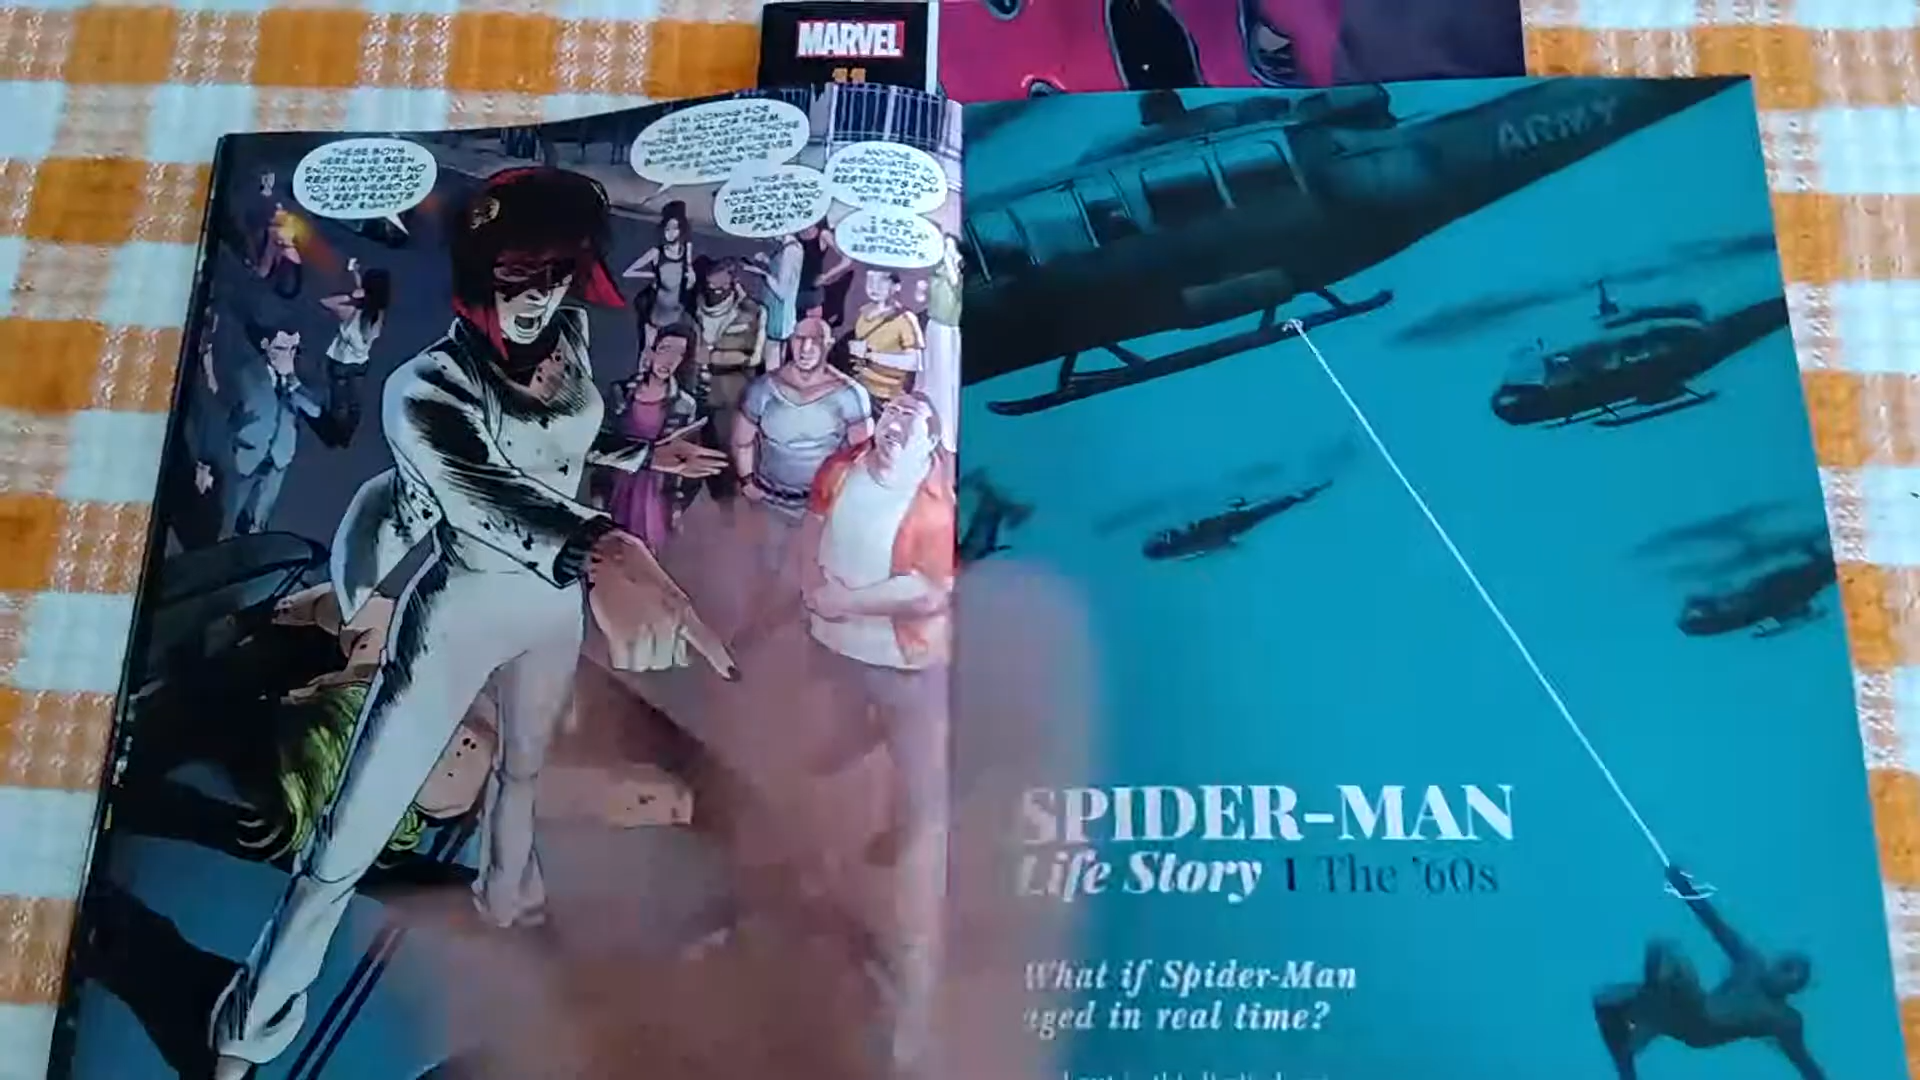 MARVEL
THESE BOYS
HERE HAVE BEEN
ENJOYING SOME NO
RESTRAINTS PLAY.
YOU HAVE HEARD OF
NO RESTRAINTS
PLAY, RIGHT?
I'M COMING FOR
THEM. ALL OF THEM.
THOSE WHO WATCH, THOSE
WHO PAY TO KEEP THEM IN
BUSINESS, AND WHOEVER
IT IS RUNNING THE
SHOW.
THIS IS
WHAT HAPPENS
TO PEOPLE WHO
ARE INTO NO
RESTRAINTS
PLAY.
ANYONE
ASSOCIATED IN
ANY WAY WITH NO
RESTRAINTS PLAY
NOW PLAYS
WITH ME.
I ALSO
LIKE TO PLAY
WITHOUT
RESTRAINTS.
ARMY
SPIDER-MAN
Life Story 1 The '60s
What if Spider-Man
aged in real time?